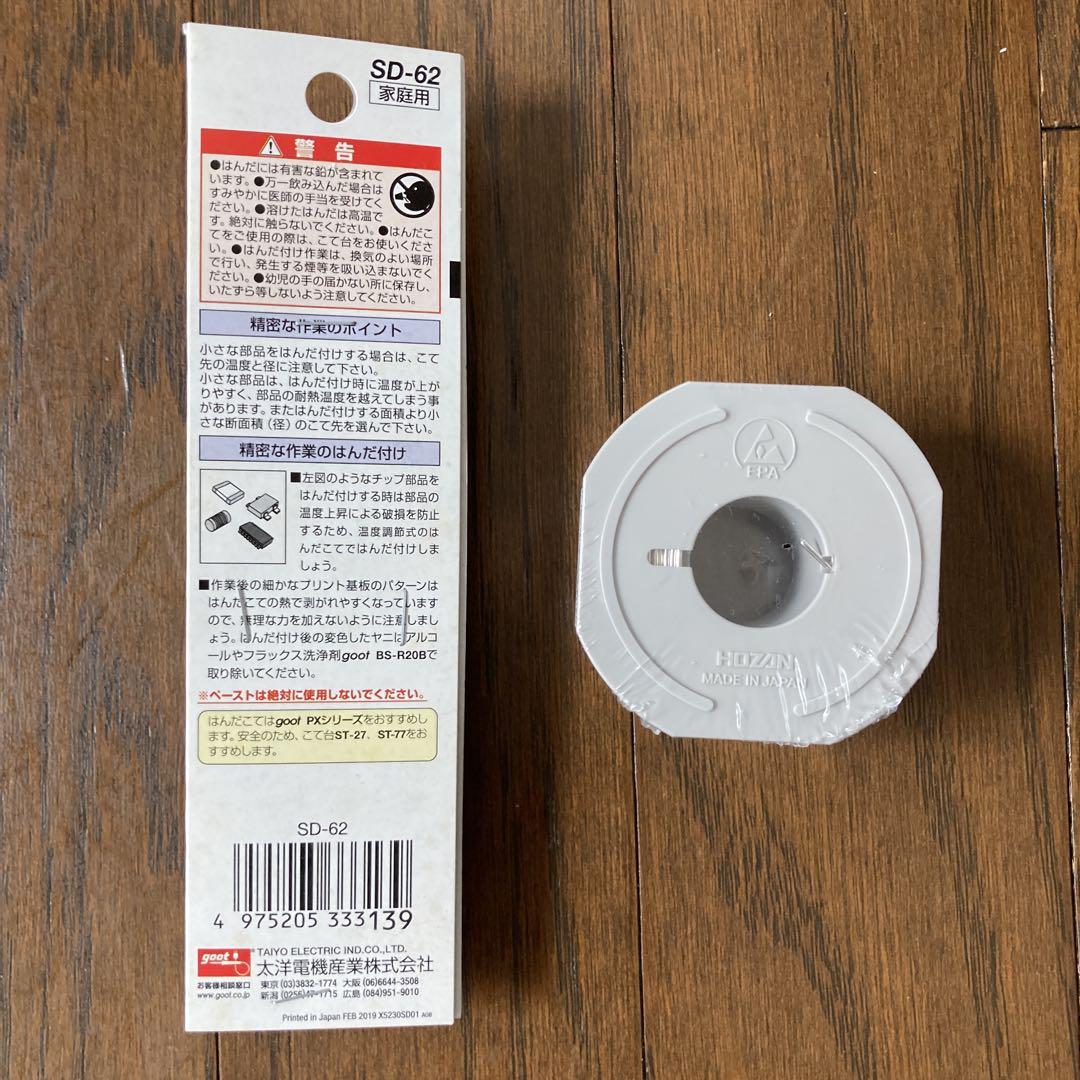 SD-62
家庭用
警告
●はんだには有害な鉛が含まれて
います。●万一飲み込んだ場合は
すみやかに医師の手当を受けてく
ださい。●溶けたはんだは高温で
す。絶対に触らないでください。●はんだこ
てをご使用の際は、こて台をお使いくださ
い。●はんだ付け作業は、換気のよい場所
で行い、発生する煙等を吸い込まないでく
ださい。●幼児の手の届かない所に保存し、
いたずら等しないよう注意してください。
精密な作業のポイント
小さな部品をはんだ付けする場合は、こて
先の温度と径に注意して下さい。
小さな部品は、はんだ付け時に温度が上が
りやすく、部品の耐熱温度を越えてしまう事
があります。またはんだ付けする面積より小
さな断面積（径）のこて先を選んで下さい。
精密な作業のはんだ付け
■左図のようなチップ部品を
はんだ付けする時は部品の
温度上昇による破損を防止
するため、温度調節式のは
んだこてではんだ付けしま
しょう。
■作業後の細かなプリント基板のパターンは
はんだこての熱で剥がれやすくなっています
ので、無理な力を加えないように注意しまし
ょう。はんだ付け後の変色したヤニはアルコ
ールやフラックス洗浄剤goot BS-R20Bで
取り除いてください。
※ペーストは絶対に使用しないでください。
はんだこてはgoot PXシリーズをおすすめし
ます。安全のため、こて台ST-27、ST-77をお
すすめします。
SD-62
4 975205 333139
goot
TAIYO ELECTRIC IND.CO.,LTD.
太洋電機産業株式会社
お客様相談窓口 東京(03)3832-1774 大阪(06)6644-3508
www.goot.co.jp 新潟(0256)47-1715 広島(084)951-9010
Printed in Japan FEB 2019 X5230SD01 AGB
EPA
HOZAN
MADE IN JAPAN